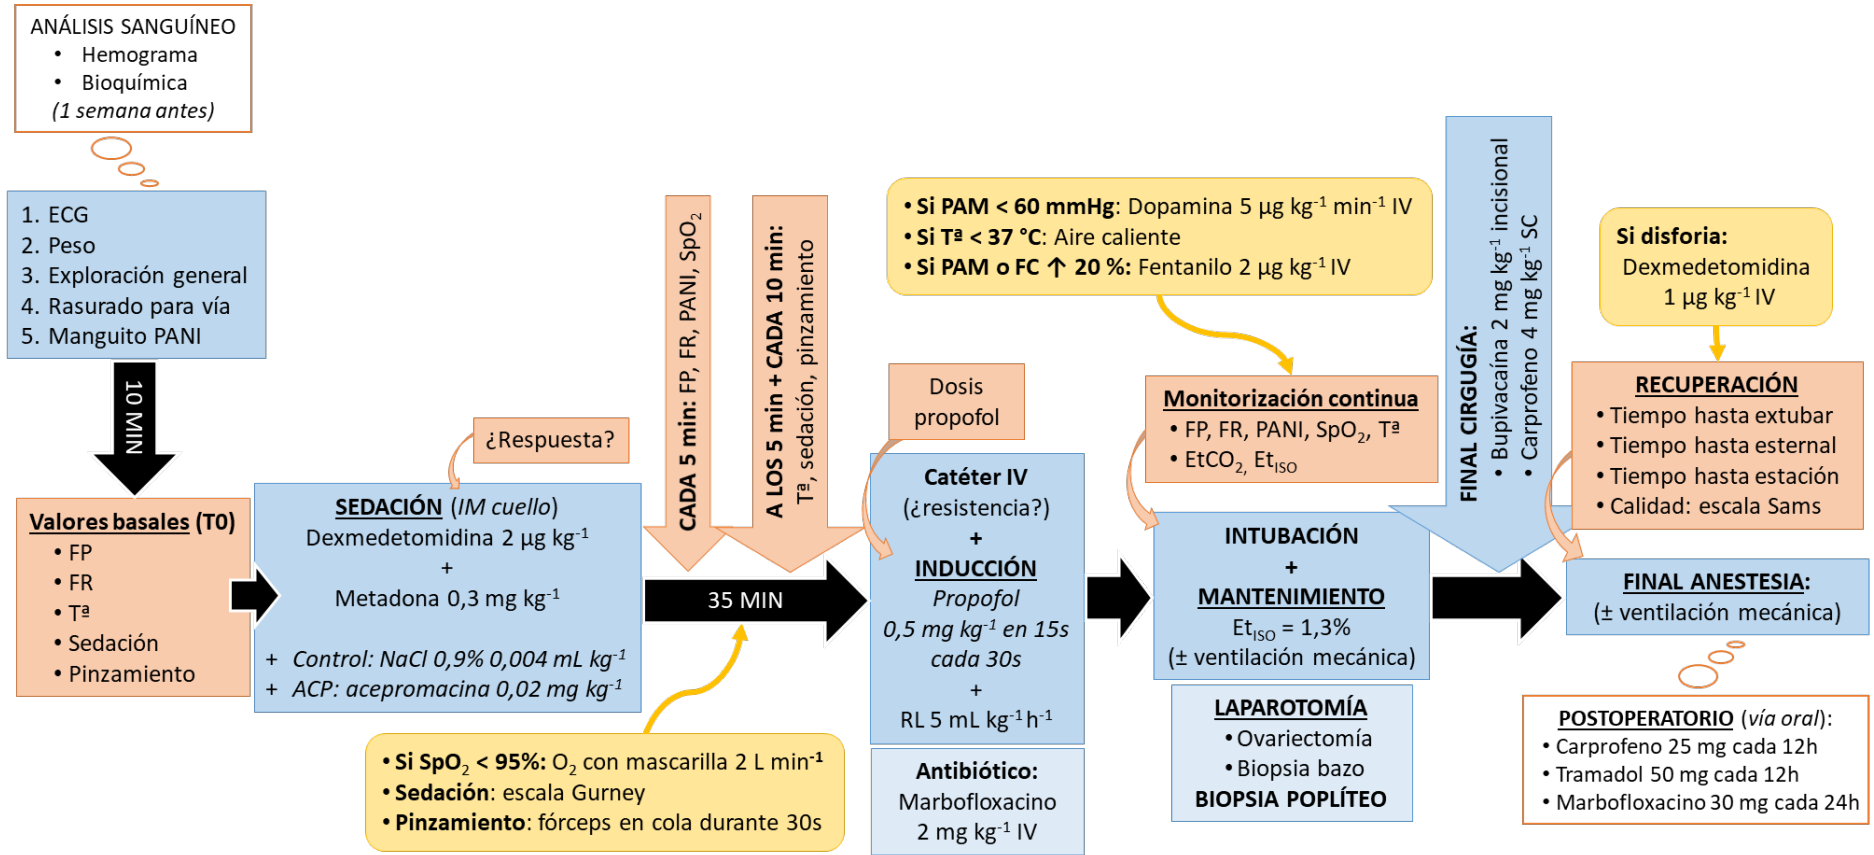 ANÁLISIS SANGUÍNEO
• Hemograma
• Bioquímica
(1 semana antes)
1. ECG
2. Peso
3. Exploración general
4. Rasurado para vía
5. Manguito PANI
10 MIN
Valores basales (T0)
• FP
• FR
• Tª
• Sedación
• Pinzamiento
¿Respuesta?
SEDACIÓN (IM cuello)
Dexmedetomidina 2 µg kg⁻¹
+
Metadona 0,3 mg kg⁻¹
+ Control: NaCl 0,9% 0,004 mL kg⁻¹
+ ACP: acepromacina 0,02 mg kg⁻¹
CADA 5 min: FP, FR, PANI, SpO₂
A LOS 5 min + CADA 10 min:
Tª, sedación, pinzamiento
35 MIN
• Si SpO₂ < 95%: O₂ con mascarilla 2 L min⁻¹
• Sedación: escala Gurney
• Pinzamiento: fórceps en cola durante 30s
Dosis
propofol
Catéter IV
(¿resistencia?)
+
INDUCCIÓN
Propofol
0,5 mg kg⁻¹ en 15s
cada 30s
+
RL 5 mL kg⁻¹ h⁻¹
Antibiótico:
Marbofloxacino
2 mg kg⁻¹ IV
• Si PAM < 60 mmHg: Dopamina 5 µg kg⁻¹ min⁻¹ IV
• Si Tª < 37 °C: Aire caliente
• Si PAM o FC ↑ 20 %: Fentanilo 2 µg kg⁻¹ IV
Monitorización continua
• FP, FR, PANI, SpO₂, Tª
• EtCO₂, Et_ISO
INTUBACIÓN
+
MANTENIMIENTO
Et_ISO = 1,3%
(± ventilación mecánica)
LAPAROTOMÍA
• Ovariectomía
• Biopsia bazo
BIOPSIA POPLÍTEO
FINAL CIRGUGÍA:
• Bupivacaína 2 mg kg⁻¹ incisional
• Carprofeno 4 mg kg⁻¹ SC
Si disforia:
Dexmedetomidina
1 µg kg⁻¹ IV
RECUPERACIÓN
• Tiempo hasta extubar
• Tiempo hasta esternal
• Tiempo hasta estación
• Calidad: escala Sams
FINAL ANESTESIA:
(± ventilación mecánica)
POSTOPERATORIO (vía oral):
• Carprofeno 25 mg cada 12h
• Tramadol 50 mg cada 12h
• Marbofloxacino 30 mg cada 24h